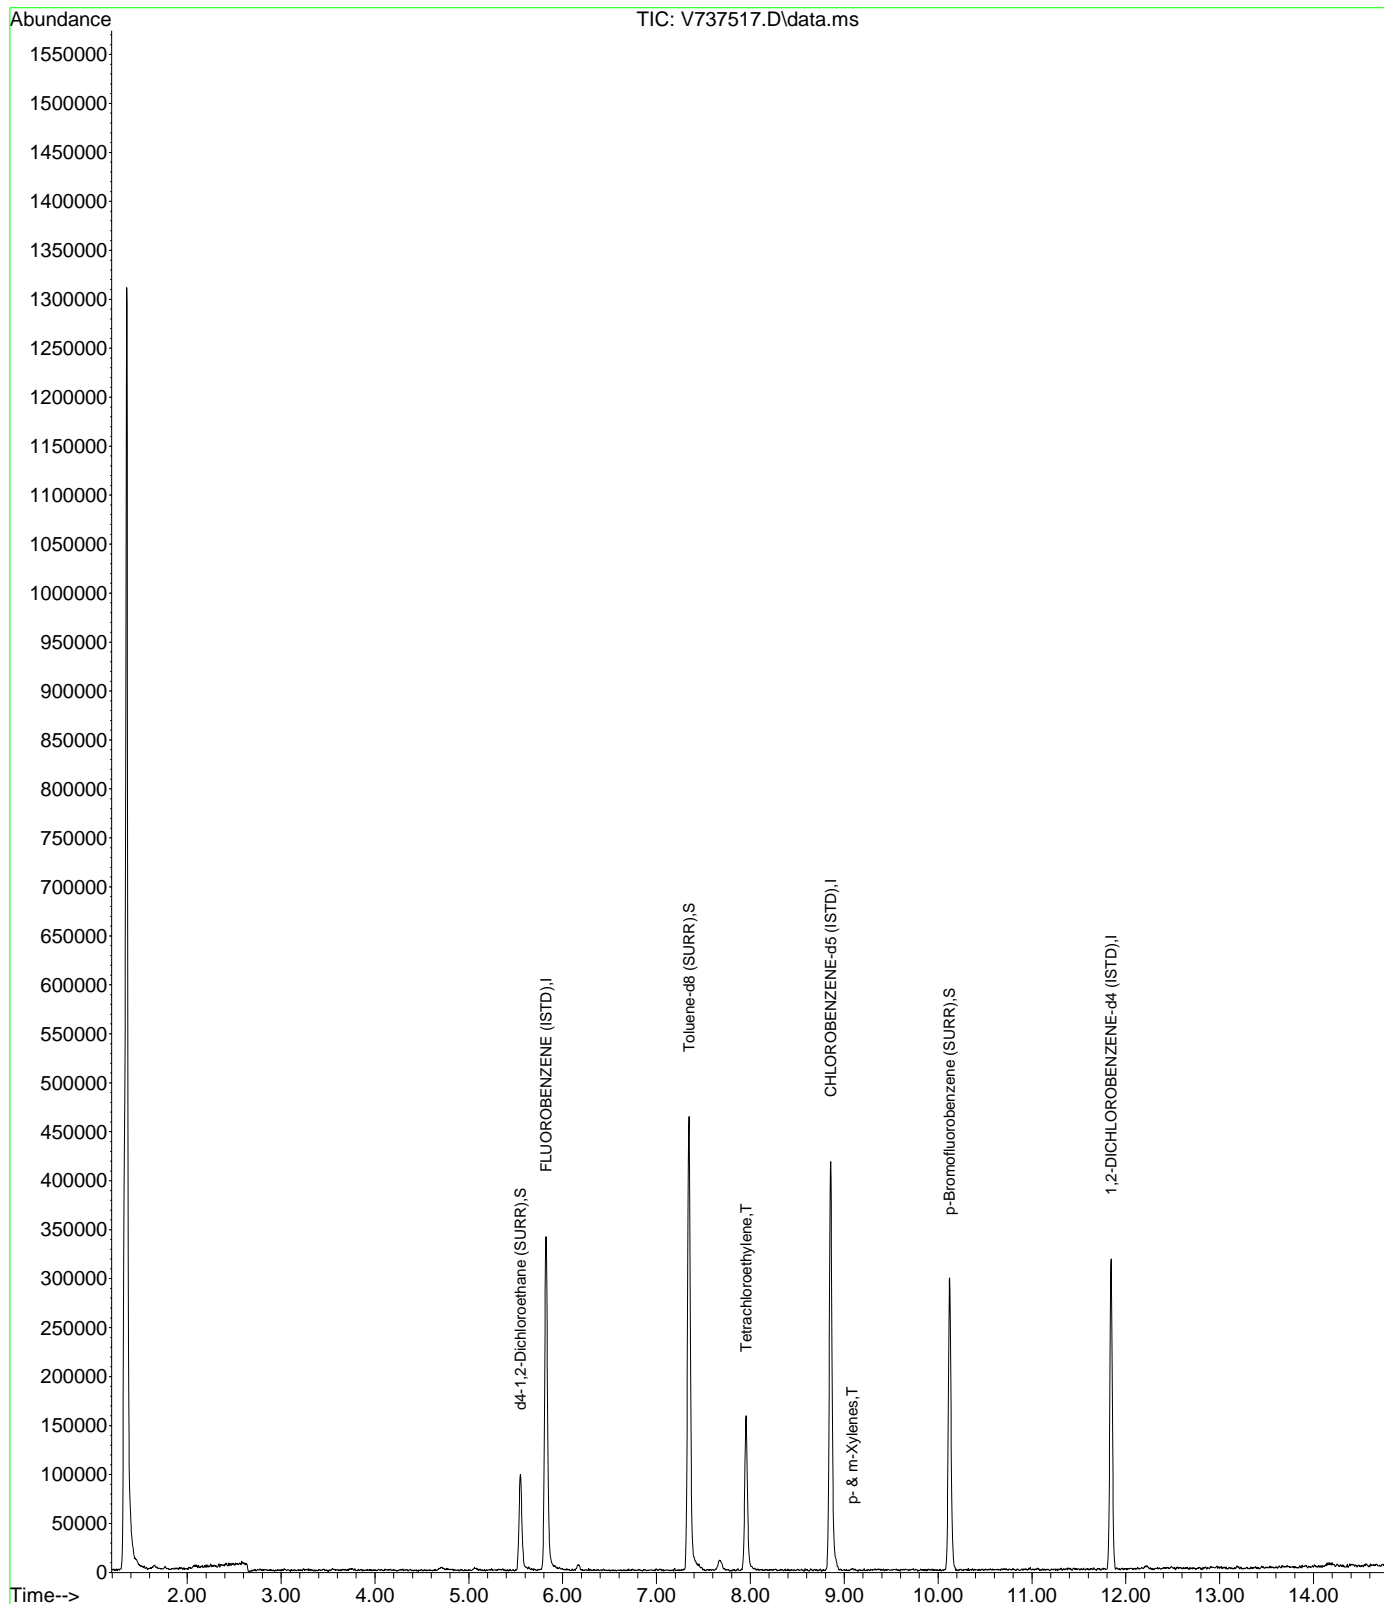 Abundance
TIC: V737517.D\data.ms
1550000
1500000
1450000
1400000
1350000
1300000
1250000
1200000
1150000
1100000
1050000
1000000
950000
900000
850000
800000
750000
700000
650000
600000
550000
500000
450000
400000
350000
300000
250000
200000
150000
100000
50000
0
d4-1,2-Dichloroethane (SURR),S
FLUOROBENZENE (ISTD),I
Toluene-d8 (SURR),S
Tetrachloroethylene,T
CHLOROBENZENE-d5 (ISTD),I
p- & m-Xylenes,T
p-Bromofluorobenzene (SURR),S
1,2-DICHLOROBENZENE-d4 (ISTD),I
Time--> 2.00 3.00 4.00 5.00 6.00 7.00 8.00 9.00 10.00 11.00 12.00 13.00 14.00